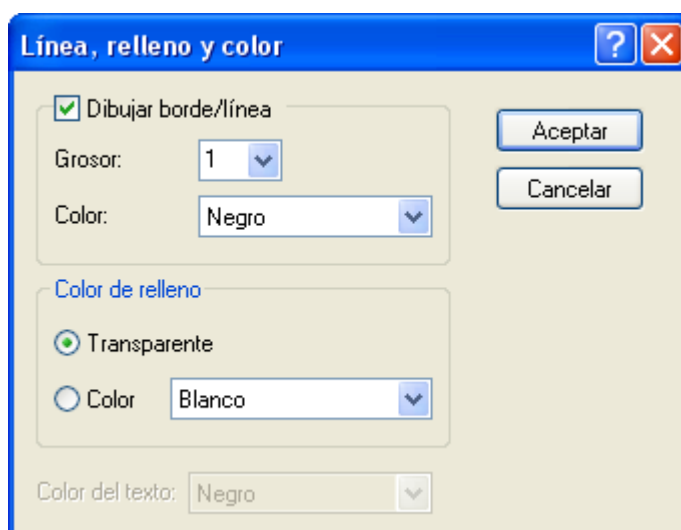 Línea, relleno y color
Dibujar borde/línea
Grosor: 1
Color: Negro
Aceptar
Cancelar
Color de relleno
Transparente
Color Blanco
Color del texto: Negro